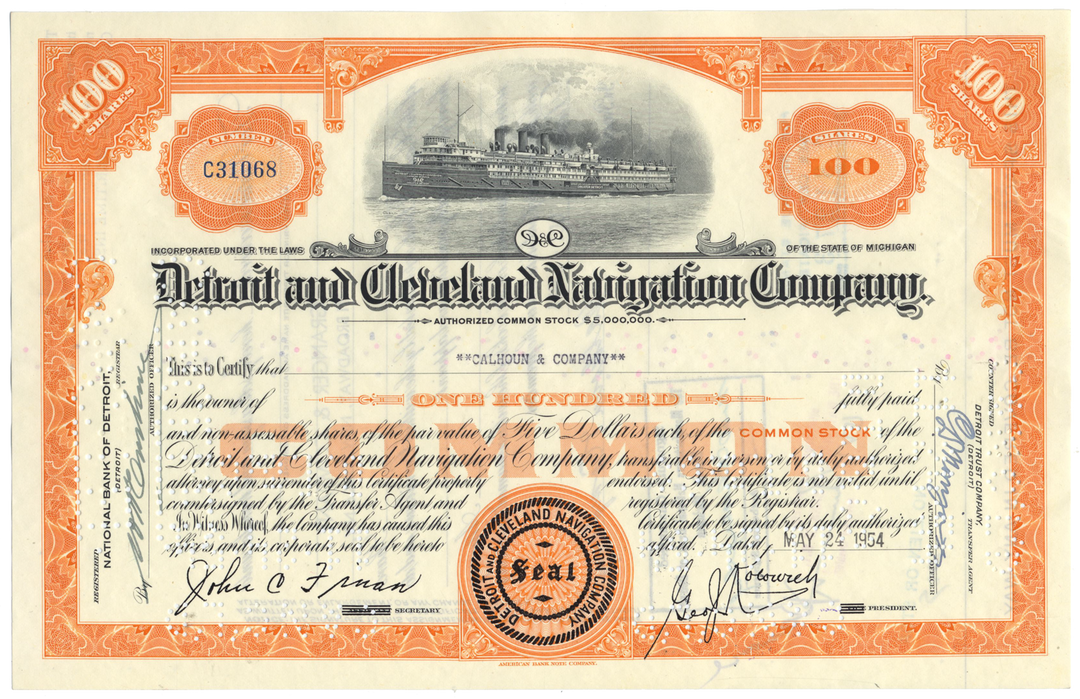 100
SHARES
100
SHARES
NUMBER
C31068
SHARES
100
D&C
INCORPORATED UNDER THE LAWS
OF THE STATE OF MICHIGAN
Detroit and Cleveland Navigation Company.
AUTHORIZED COMMON STOCK $5,000,000.
This is to Certify that
**CALHOUN & COMPANY**
is the owner of
ONE HUNDRED
fully paid
and non-assessable shares of the par value of Five Dollars each of the COMMON STOCK of the
Detroit and Cleveland Navigation Company, transferable in person or by duly authorized
attorney upon surrender of this Certificate properly endorsed. This Certificate is not valid until
countersigned by the Transfer Agent and registered by the Registrar.
In Witness Whereof, the Company has caused this Certificate to be signed by its duly authorized
officers and its corporate seal to be hereto affixed. Dated, MAY 24 1954
COMMON
DETROIT AND CLEVELAND NAVIGATION COMPANY
Seal
John C
SECRETARY
Geo J
PRESIDENT.
REGISTERED
NATIONAL BANK OF DETROIT,
(DETROIT)
REGISTRAR
By
AUTHORIZED OFFICER
COUNTERSIGNED
DETROIT TRUST COMPANY,
(DETROIT)
TRANSFER AGENT
By
AUTHORIZED OFFICER
AMERICAN BANK NOTE COMPANY.